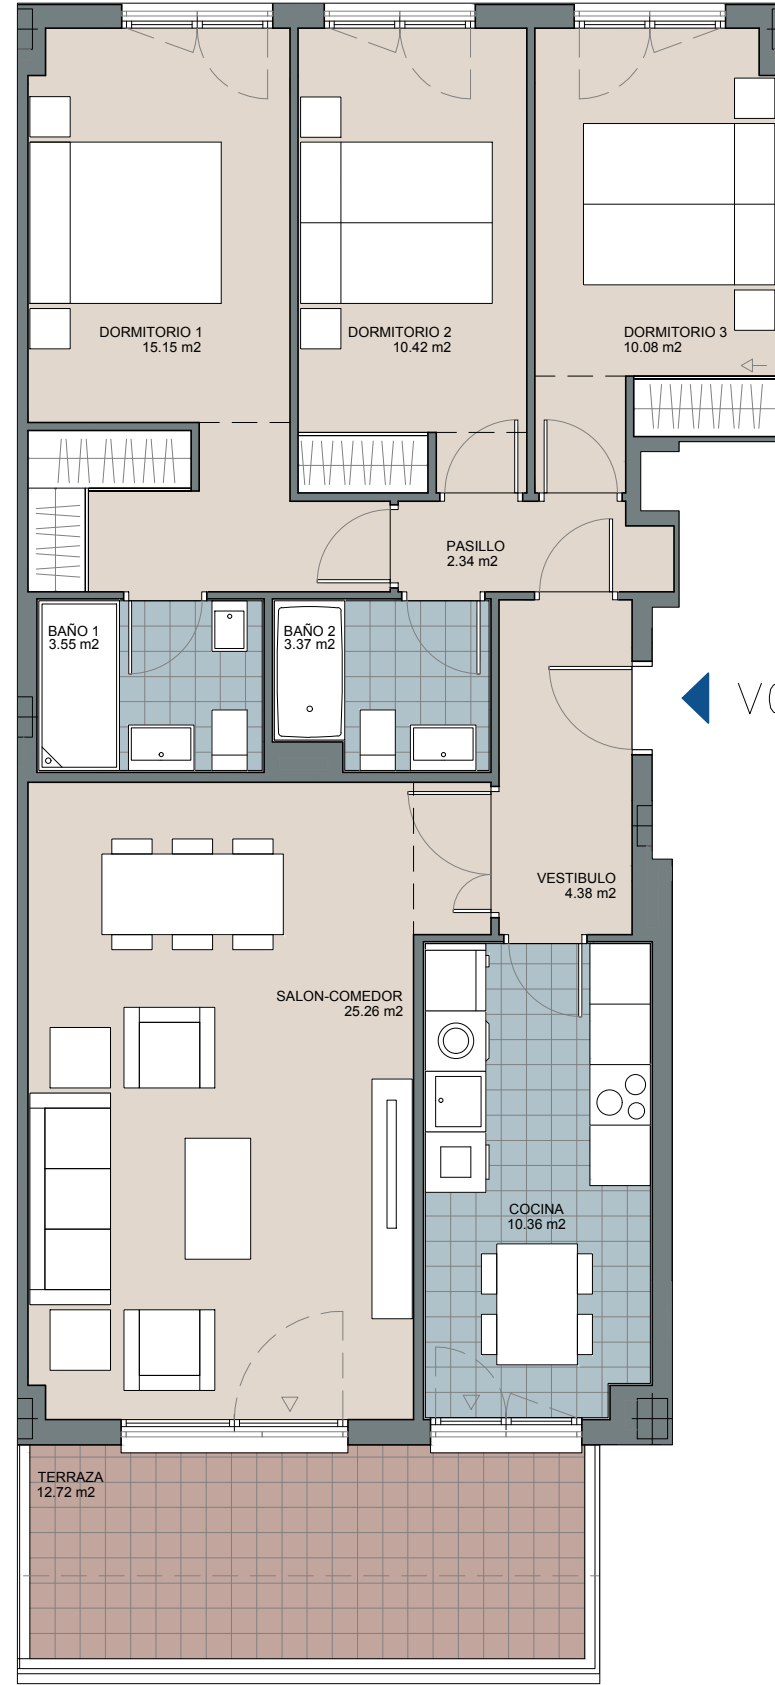 DORMITORIO 1
15.15 m2
DORMITORIO 2
10.42 m2
DORMITORIO 3
10.08 m2
PASILLO
2.34 m2
BAÑO 1
3.55 m2
BAÑO 2
3.37 m2
VESTIBULO
4.38 m2
SALON-COMEDOR
25.26 m2
COCINA
10.36 m2
TERRAZA
12.72 m2